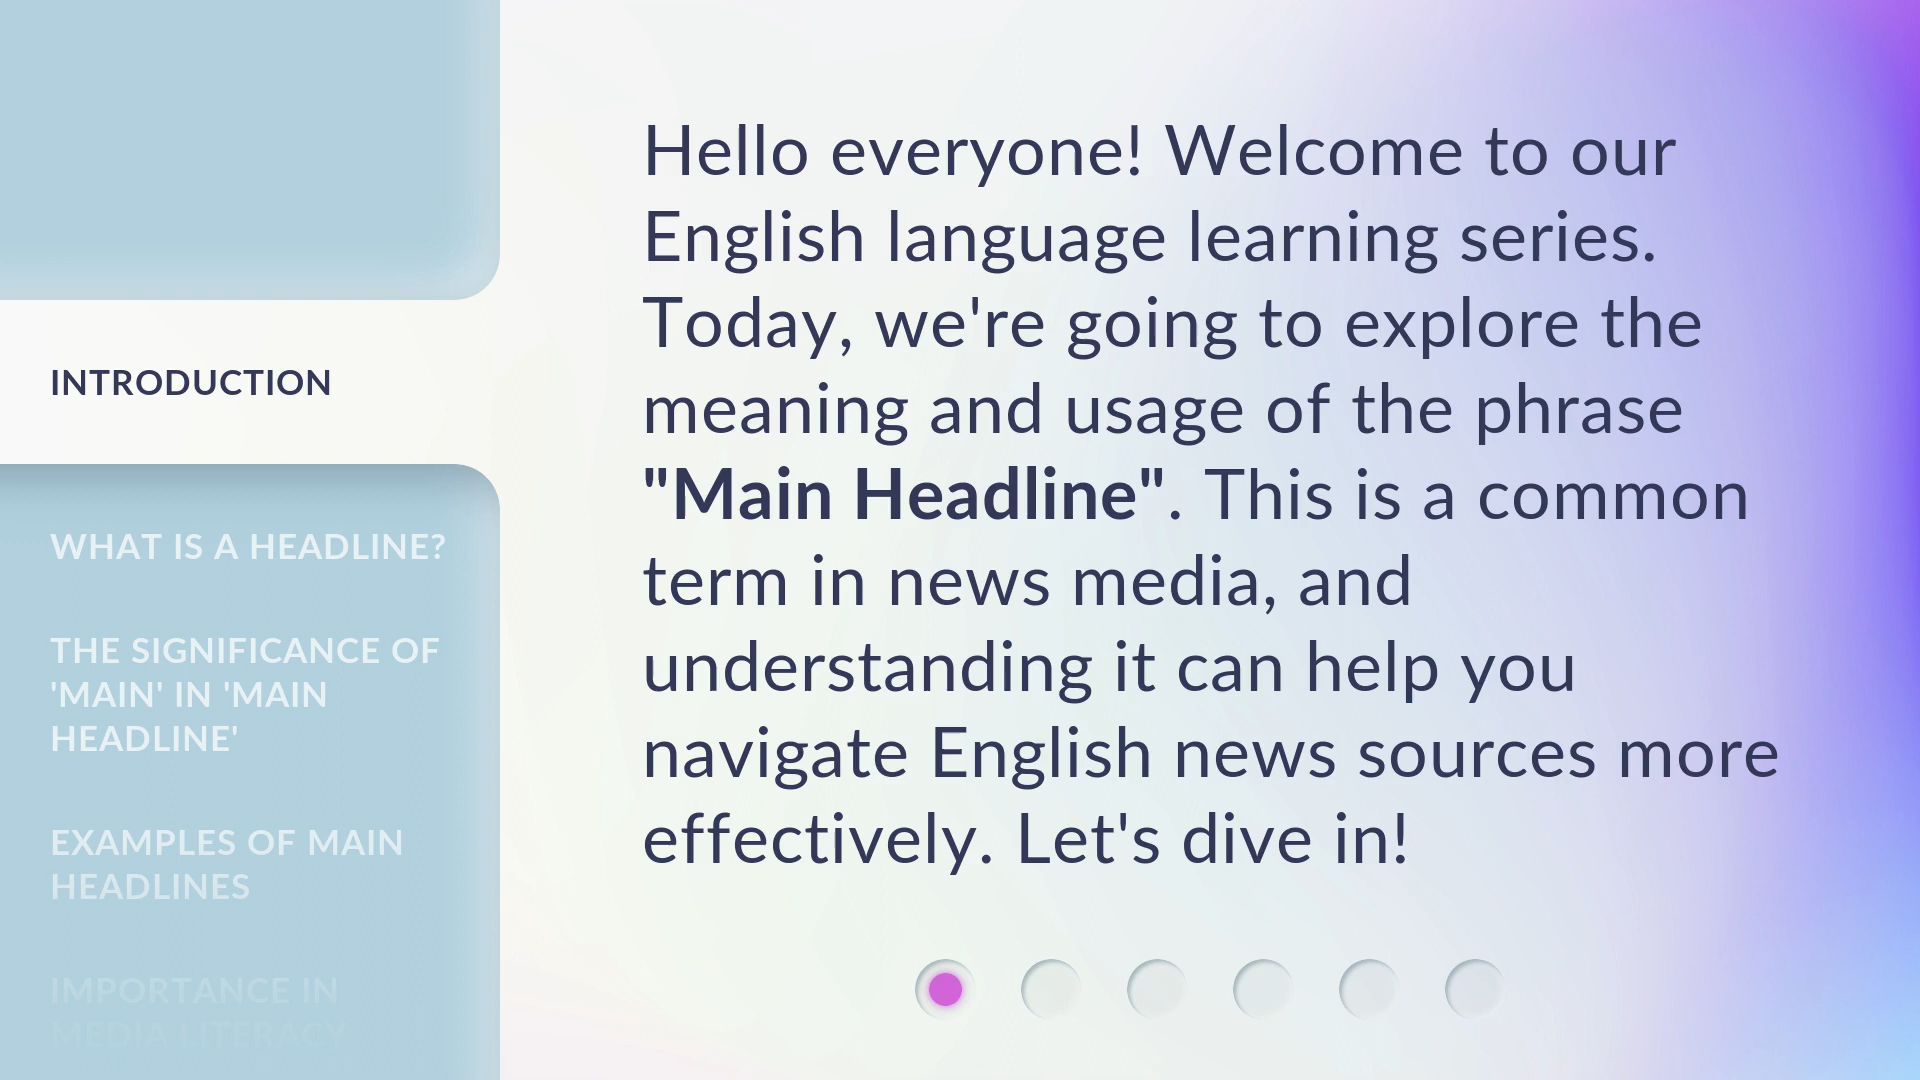 INTRODUCTION
WHAT IS A HEADLINE?
THE SIGNIFICANCE OF
'MAIN' IN 'MAIN
HEADLINE'
EXAMPLES OF MAIN
HEADLINES
IMPORTANCE IN
MEDIA LITERACY
Hello everyone! Welcome to our
English language learning series.
Today, we're going to explore the
meaning and usage of the phrase
"Main Headline". This is a common
term in news media, and
understanding it can help you
navigate English news sources more
effectively. Let's dive in!